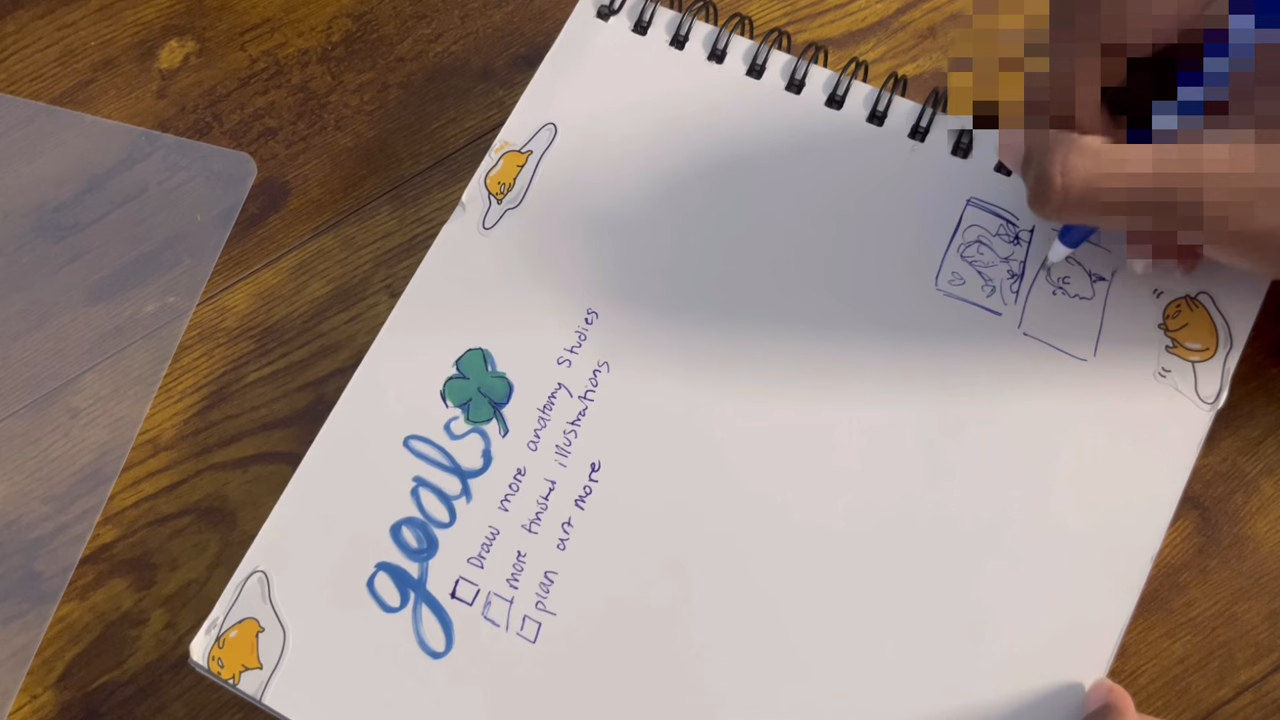 goals
Draw more anatomy studies
more finished illustrations
plan art more